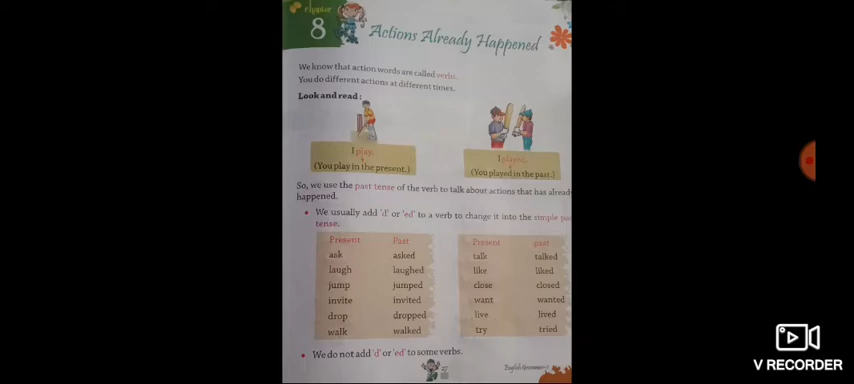 Chapter
8
Actions Already Happened
We know that action words are called verbs.
You do different actions at different times.
Look and read :
I play.
(You play in the present.)
I played.
(You played in the past.)
So, we use the past tense of the verb to talk about actions that has already
happened.
• We usually add 'd' or 'ed' to a verb to change it into the simple
tense.
Present Past
ask asked
laugh laughed
jump jumped
invite invited
drop dropped
walk walked
Present past
talk talked
like liked
close closed
want wanted
live lived
try tried
• We do not add 'd' or 'ed' to some verbs.
27
English Grammar
V RECORDER